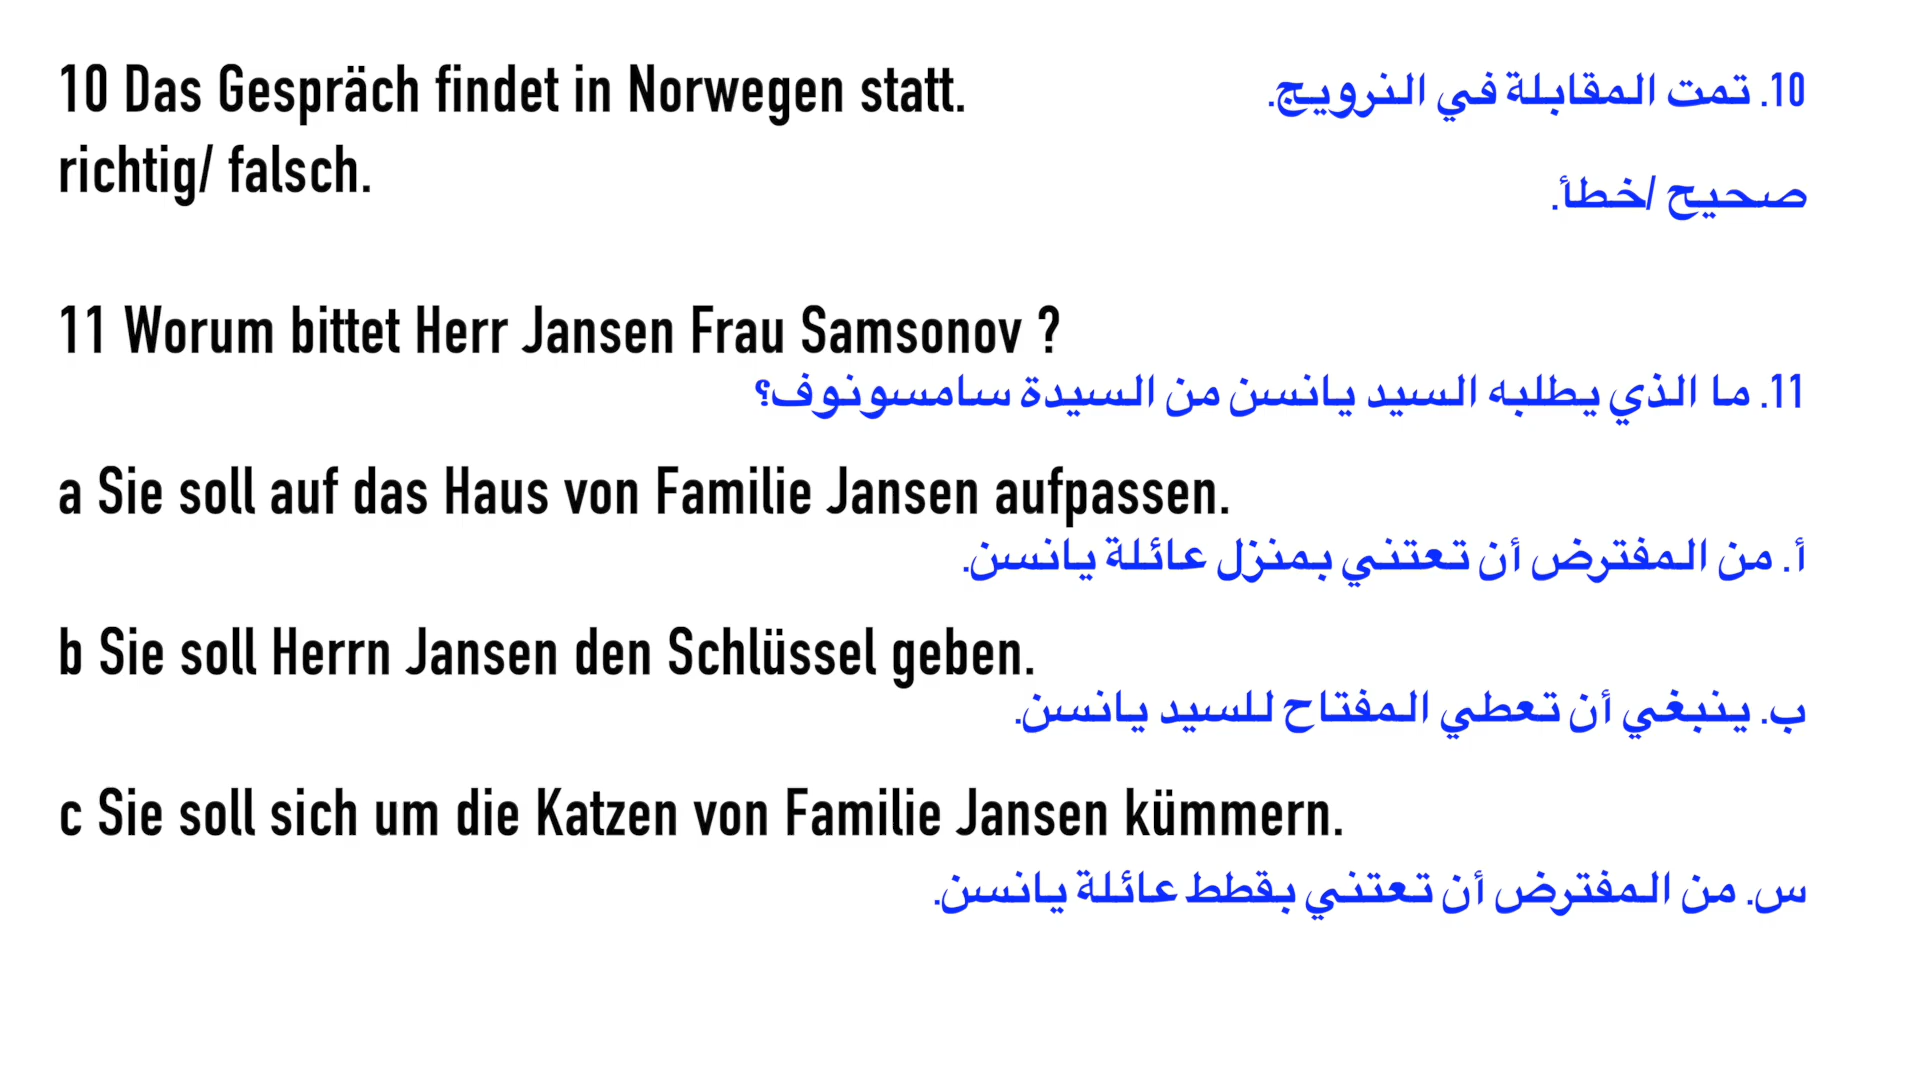 10 Das Gespräch findet in Norwegen statt.
10. تمت المقابلة في النرويج.
richtig/ falsch.
صحيح /خطأ.
11 Worum bittet Herr Jansen Frau Samsonov ?
11. ما الذي يطلبه السيد يانسن من السيدة سامسونوف؟
a Sie soll auf das Haus von Familie Jansen aufpassen.
أ. من المفترض أن تعتني بمنزل عائلة يانسن.
b Sie soll Herrn Jansen den Schlüssel geben.
ب. ينبغي أن تعطي المفتاح للسيد يانسن.
c Sie soll sich um die Katzen von Familie Jansen kümmern.
س. من المفترض أن تعتني بقطط عائلة يانسن.